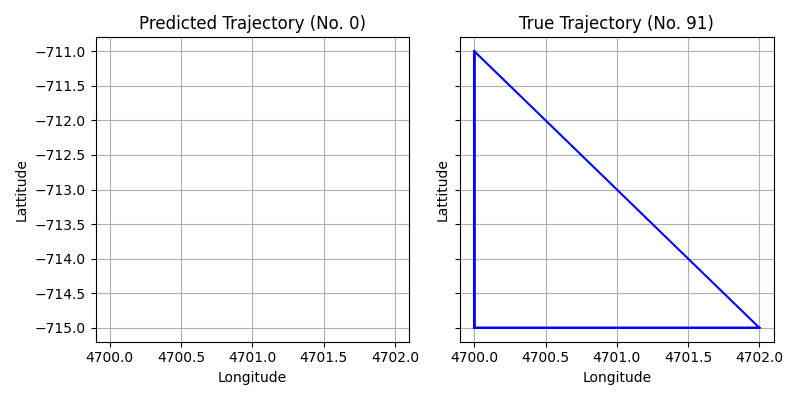 Predicted Trajectory (No. 0)
−711.0
−711.5
−712.0
−712.5
−713.0
−713.5
−714.0
−714.5
−715.0
Lattitude
4700.0 4700.5 4701.0 4701.5 4702.0
Longitude
True Trajectory (No. 91)
Lattitude
4700.0 4700.5 4701.0 4701.5 4702.0
Longitude